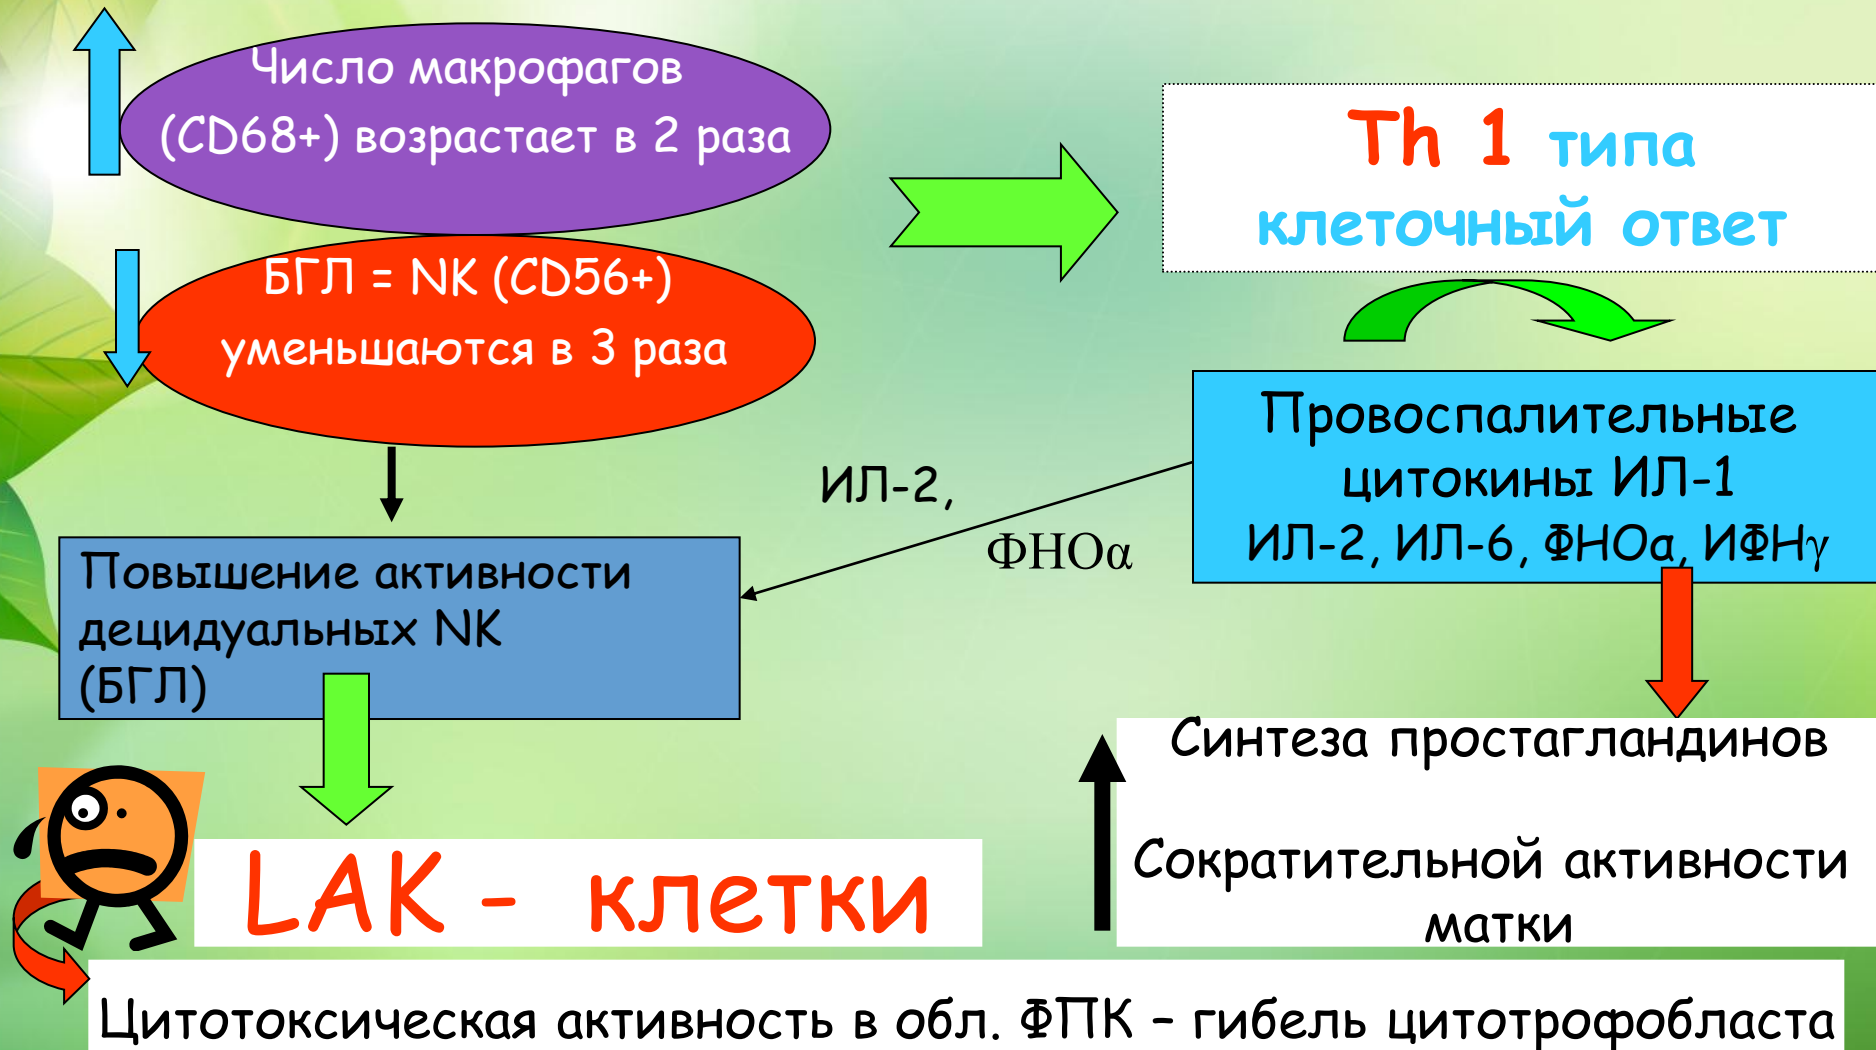 Число макрофагов
(CD68+) возрастает в 2 раза
БГЛ = NK (CD56+)
уменьшаются в 3 раза
Th 1 типа
клеточный ответ
Провоспалительные
цитокины ИЛ-1
ИЛ-2, ИЛ-6, ФНОα, ИФНγ
ИЛ-2,
ФНОα
Повышение активности
децидуальных NK
(БГЛ)
Синтеза простагландинов
Сократительной активности
матки
LAK - клетки
Цитотоксическая активность в обл. ФПК – гибель цитотрофобласта